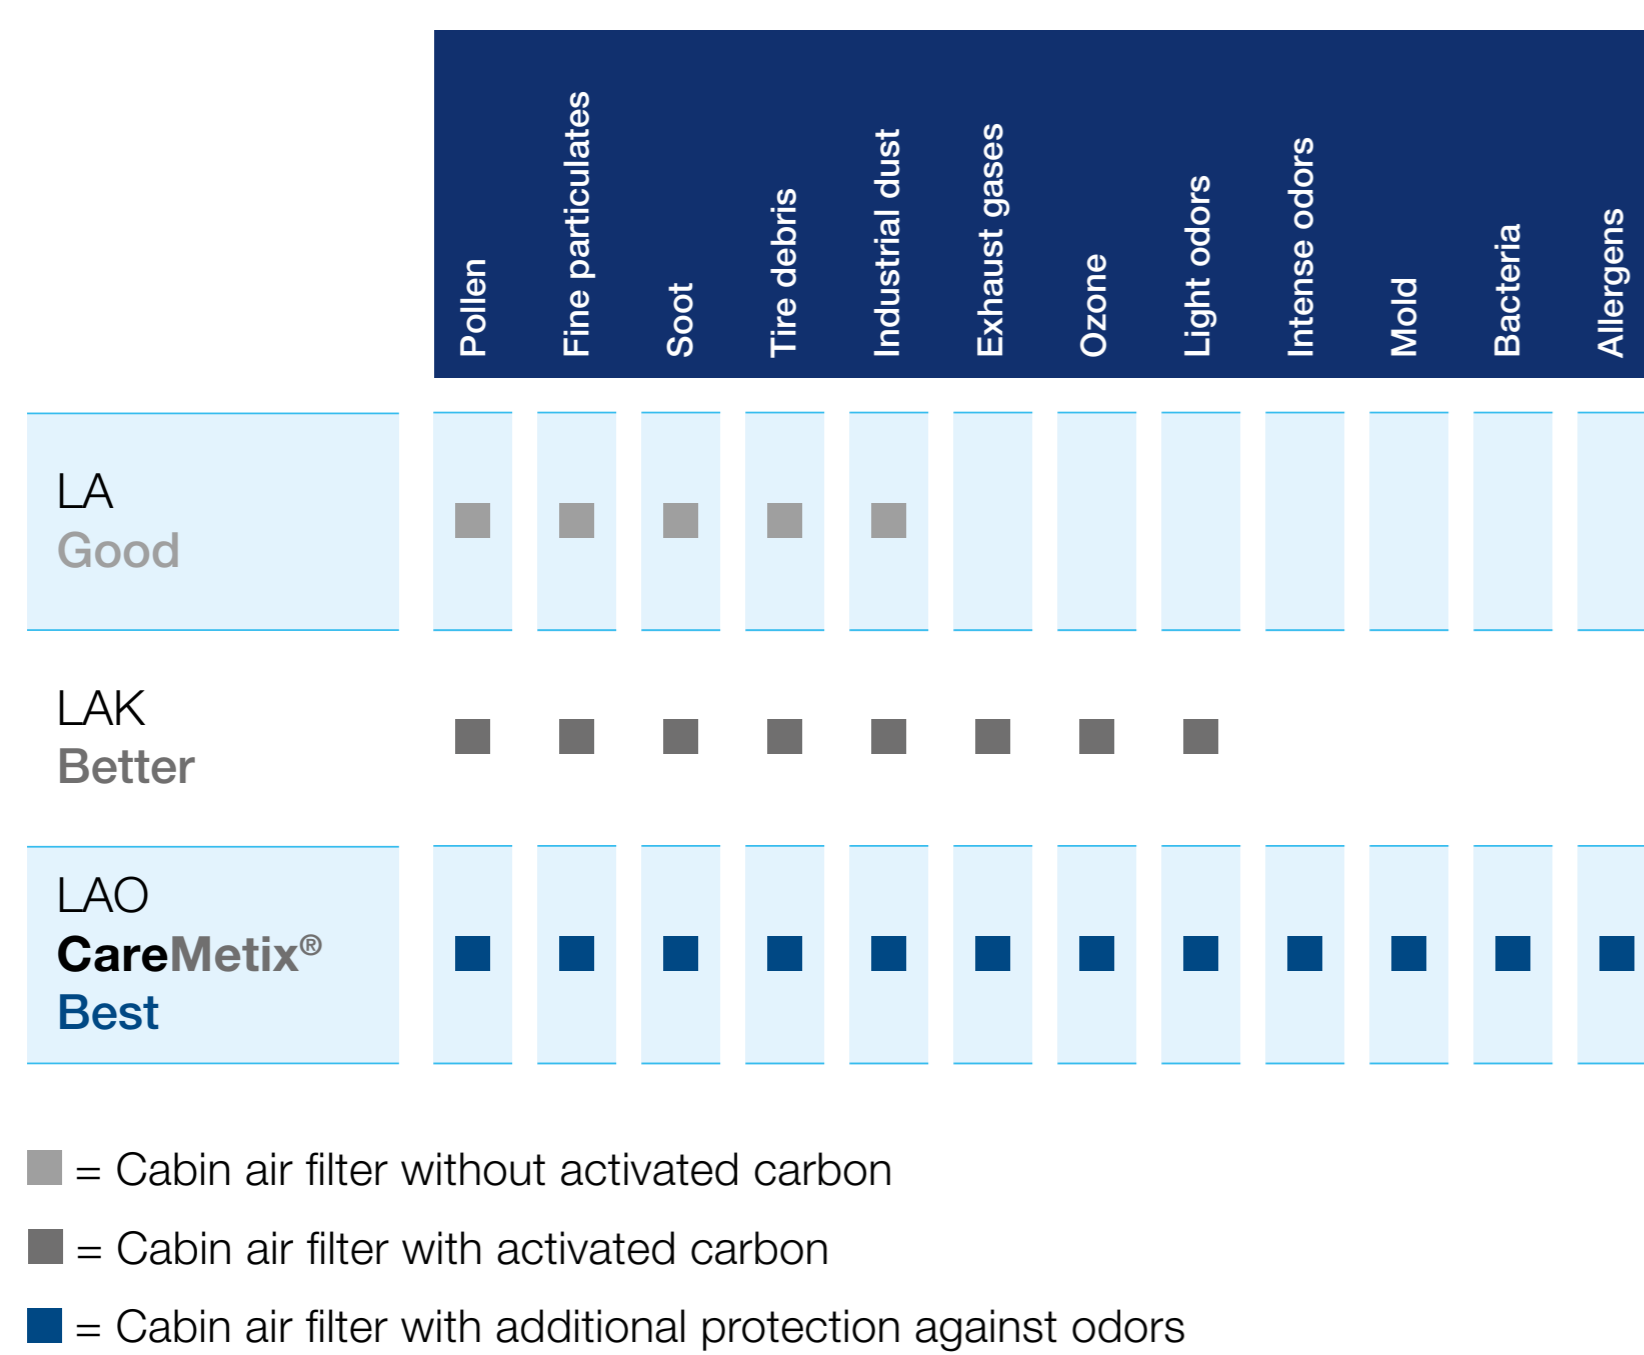 Pollen
Fine particulates
Soot
Tire debris
Industrial dust
Exhaust gases
Ozone
Light odors
Intense odors
Mold
Bacteria
Allergens
LA
Good
LAK
Better
LAO
CareMetix®
Best
= Cabin air filter without activated carbon
= Cabin air filter with activated carbon
= Cabin air filter with additional protection against odors